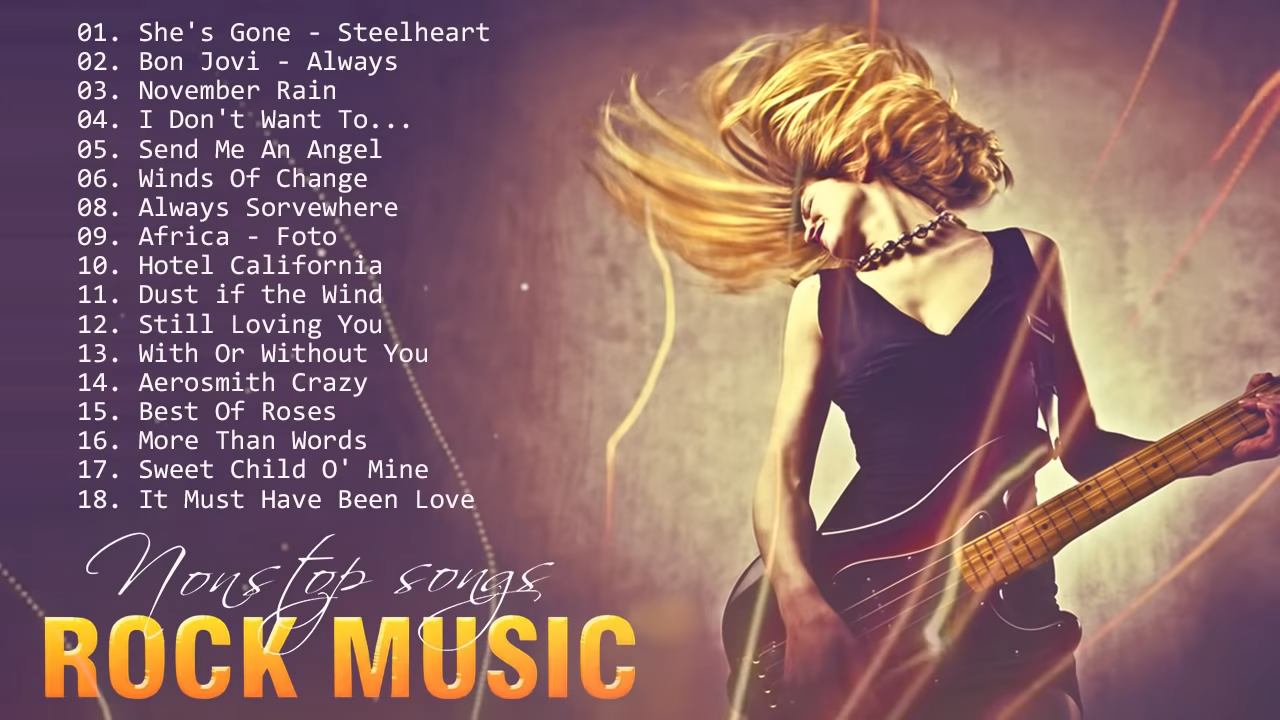 01. She's Gone - Steelheart
02. Bon Jovi - Always
03. November Rain
04. I Don't Want To...
05. Send Me An Angel
06. Winds Of Change
08. Always Sorvewhere
09. Africa - Foto
10. Hotel California
11. Dust if the Wind
12. Still Loving You
13. With Or Without You
14. Aerosmith Crazy
15. Best Of Roses
16. More Than Words
17. Sweet Child O' Mine
18. It Must Have Been Love
Nonstop songs
ROCK MUSIC